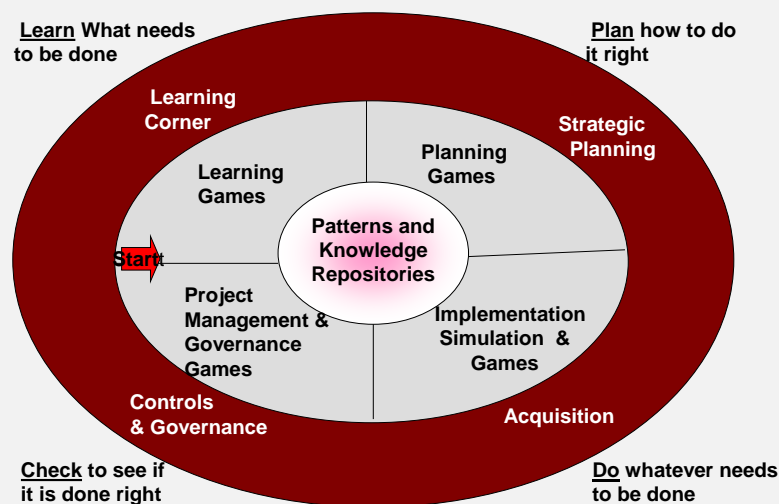 Learn What needs
to be done
Plan how to do
it right
Learning
Corner
Strategic
Planning
Learning
Games
Planning
Games
Patterns and
Knowledge
Repositories
Startt
Project
Management &
Governance
Games
Implementation
Simulation & 
Games
Controls
& Governance
Acquisition
Check to see if
it is done right
Do whatever needs
to be done